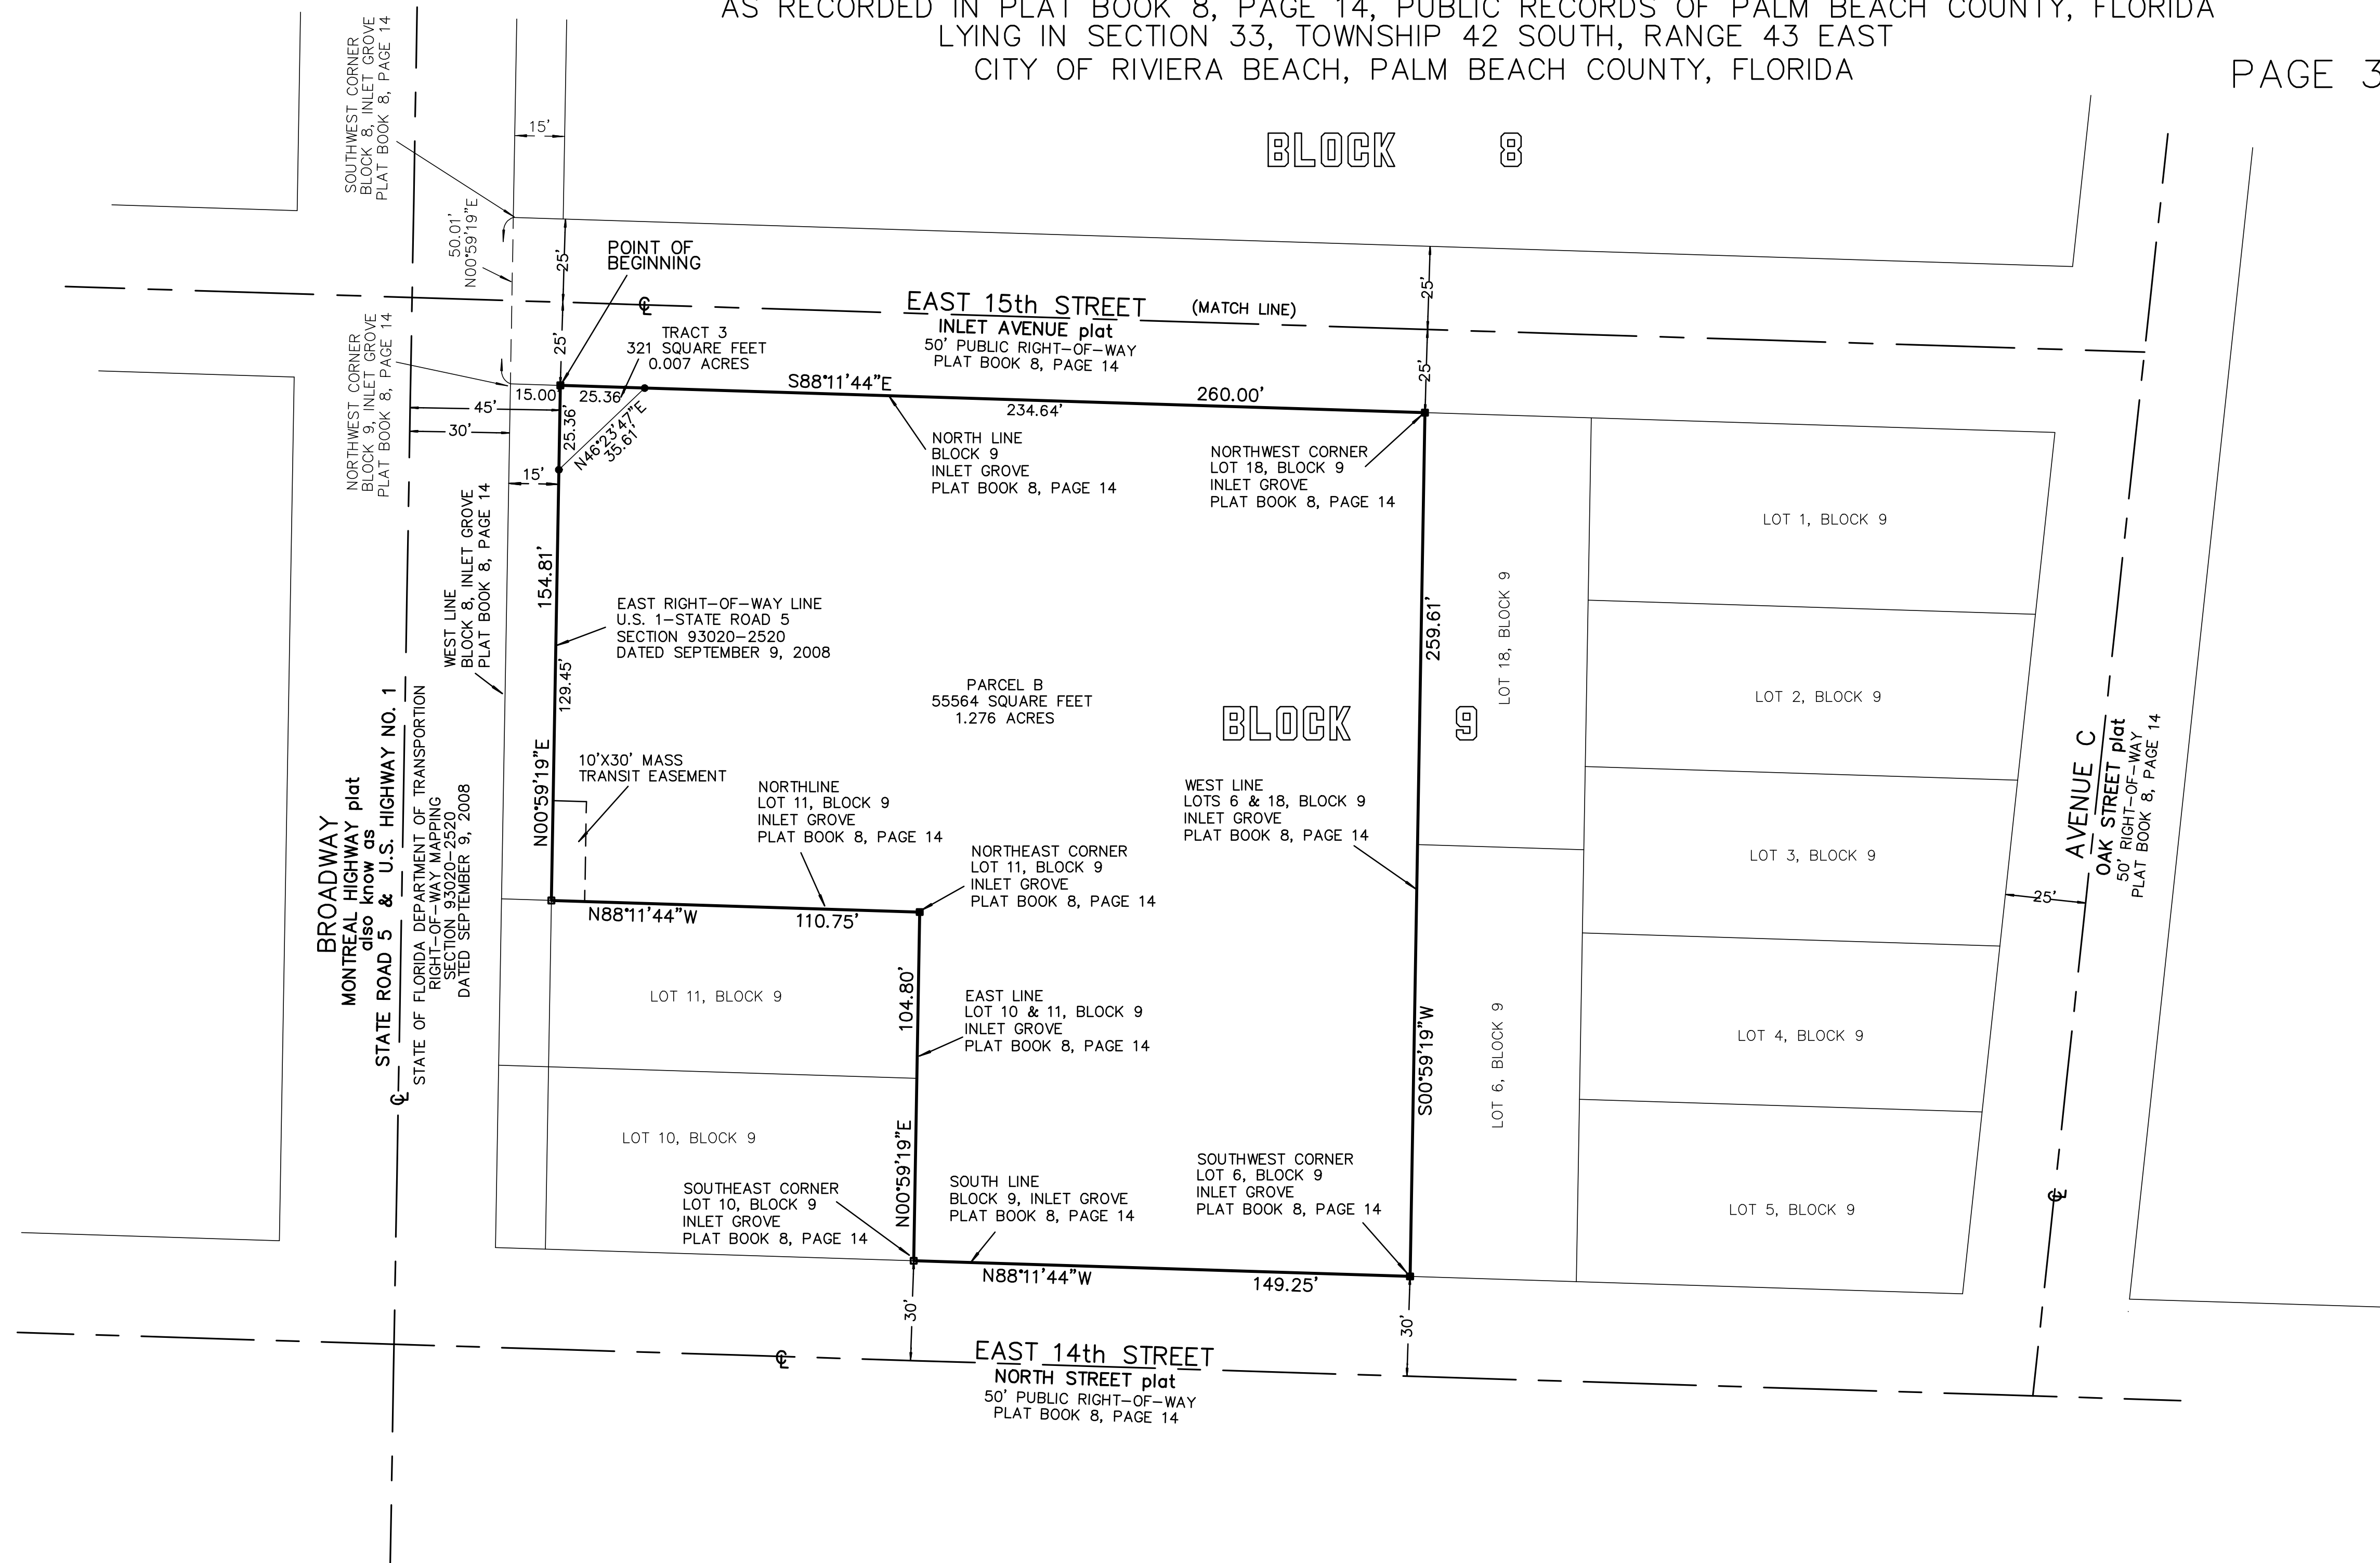 AS RECORDED IN PLAT BOOK 8, PAGE 14, PUBLIC RECORDS OF PALM BEACH COUNTY, FLORIDA
LYING IN SECTION 33, TOWNSHIP 42 SOUTH, RANGE 43 EAST
CITY OF RIVIERA BEACH, PALM BEACH COUNTY, FLORIDA
PAGE 3
SOUTHWEST CORNER
BLOCK 8, INLET GROVE
PLAT BOOK 8, PAGE 14
15'
BLOCK 8
50.01'
N00°59'19"E
25'
POINT OF
BEGINNING
25'
EAST 15th STREET
(MATCH LINE)
INLET AVENUE plat
50' PUBLIC RIGHT-OF-WAY
PLAT BOOK 8, PAGE 14
25'
25'
NORTHWEST CORNER
BLOCK 9, INLET GROVE
PLAT BOOK 8, PAGE 14
TRACT 3
321 SQUARE FEET
0.007 ACRES
15.00'
25.36'
S88°11'44"E
260.00'
234.64'
45'
30'
25.36'
N46°23'47"E
35.61'
15'
NORTH LINE
BLOCK 9
INLET GROVE
PLAT BOOK 8, PAGE 14
NORTHWEST CORNER
LOT 18, BLOCK 9
INLET GROVE
PLAT BOOK 8, PAGE 14
LOT 1, BLOCK 9
WEST LINE
BLOCK 8, INLET GROVE
PLAT BOOK 8, PAGE 14
154.81'
EAST RIGHT-OF-WAY LINE
U.S. 1-STATE ROAD 5
SECTION 93020-2520
DATED SEPTEMBER 9, 2008
259.61'
LOT 18, BLOCK 9
129.45'
PARCEL B
55564 SQUARE FEET
1.276 ACRES
BLOCK 9
LOT 2, BLOCK 9
BROADWAY
MONTREAL HIGHWAY plat
also know as
STATE ROAD 5 & U.S. HIGHWAY NO. 1
STATE OF FLORIDA DEPARTMENT OF TRANSPORTION
RIGHT-OF-WAY MAPPING
SECTION 93020-2520
DATED SEPTEMBER 9, 2008
N00°59'19"E
10'X30' MASS
TRANSIT EASEMENT
NORTHLINE
LOT 11, BLOCK 9
INLET GROVE
PLAT BOOK 8, PAGE 14
WEST LINE
LOTS 6 & 18, BLOCK 9
INLET GROVE
PLAT BOOK 8, PAGE 14
AVENUE C
OAK STREET plat
50' RIGHT-OF-WAY
PLAT BOOK 8, PAGE 14
LOT 3, BLOCK 9
25'
NORTHEAST CORNER
LOT 11, BLOCK 9
INLET GROVE
PLAT BOOK 8, PAGE 14
N88°11'44"W
110.75'
104.80'
LOT 11, BLOCK 9
EAST LINE
LOT 10 & 11, BLOCK 9
INLET GROVE
PLAT BOOK 8, PAGE 14
S00°59'19"W
LOT 6, BLOCK 9
LOT 4, BLOCK 9
LOT 10, BLOCK 9
N00°59'19"E
SOUTHEAST CORNER
LOT 10, BLOCK 9
INLET GROVE
PLAT BOOK 8, PAGE 14
SOUTH LINE
BLOCK 9, INLET GROVE
PLAT BOOK 8, PAGE 14
SOUTHWEST CORNER
LOT 6, BLOCK 9
INLET GROVE
PLAT BOOK 8, PAGE 14
LOT 5, BLOCK 9
N88°11'44"W
149.25'
30'
30'
EAST 14th STREET
NORTH STREET plat
50' PUBLIC RIGHT-OF-WAY
PLAT BOOK 8, PAGE 14